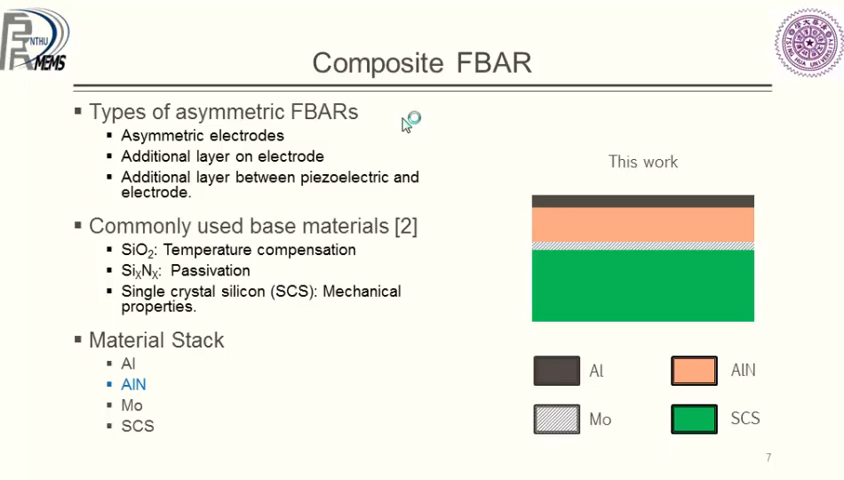 NTHU
MEMS
Composite FBAR
Types of asymmetric FBARs
Asymmetric electrodes
Additional layer on electrode
Additional layer between piezoelectric and
electrode.
Commonly used base materials [2]
SiO₂: Temperature compensation
SiₓNₓ: Passivation
Single crystal silicon (SCS): Mechanical
properties.
Material Stack
Al
AlN
Mo
SCS
This work
Al
AlN
Mo
SCS
7